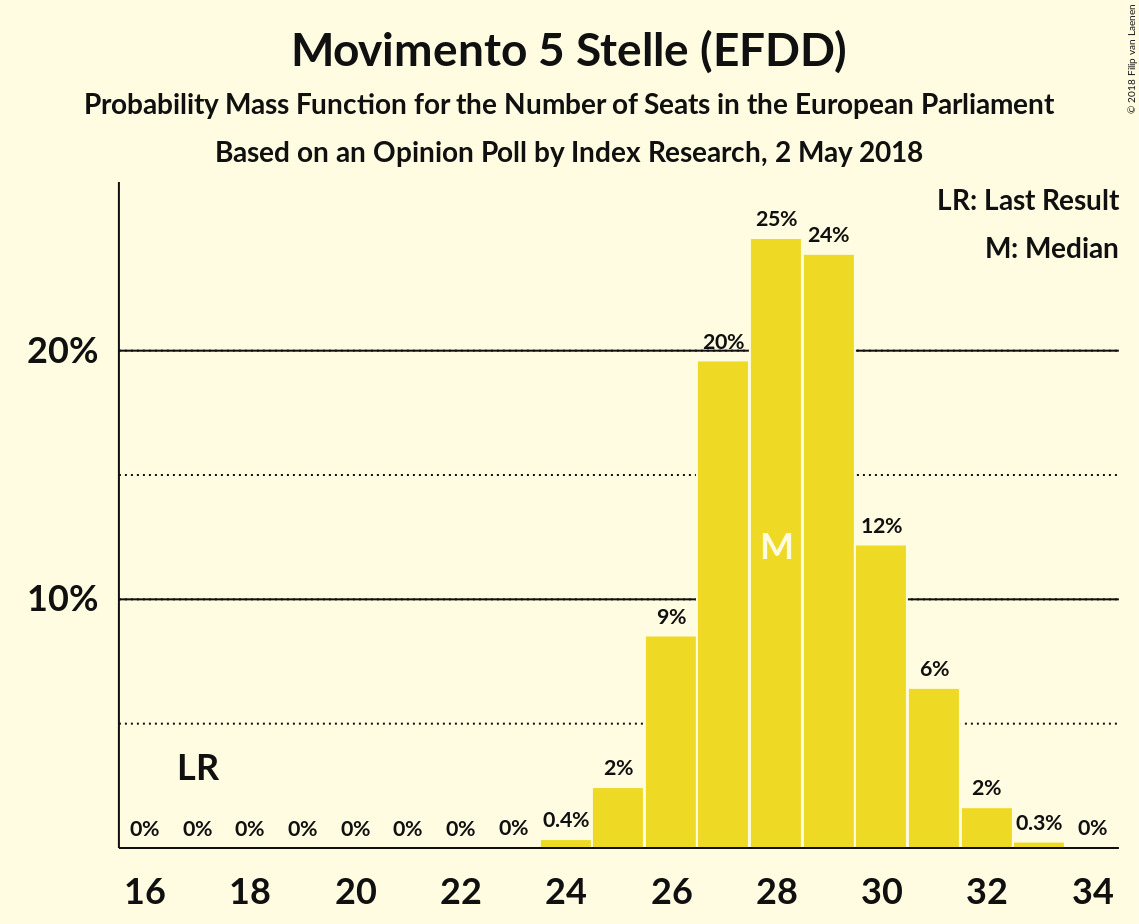 Movimento 5 Stelle (EFDD)
Probability Mass Function for the Number of Seats in the European Parliament
Based on an Opinion Poll by Index Research, 2 May 2018
© 2018 Filip van Laenen
LR: Last Result
M: Median
25%
24%
20%
20%
M
12%
10%
9%
6%
LR
2%
2%
0% 0% 0% 0% 0% 0% 0% 0% 0.4% 0.3% 0%
16 18 20 22 24 26 28 30 32 34